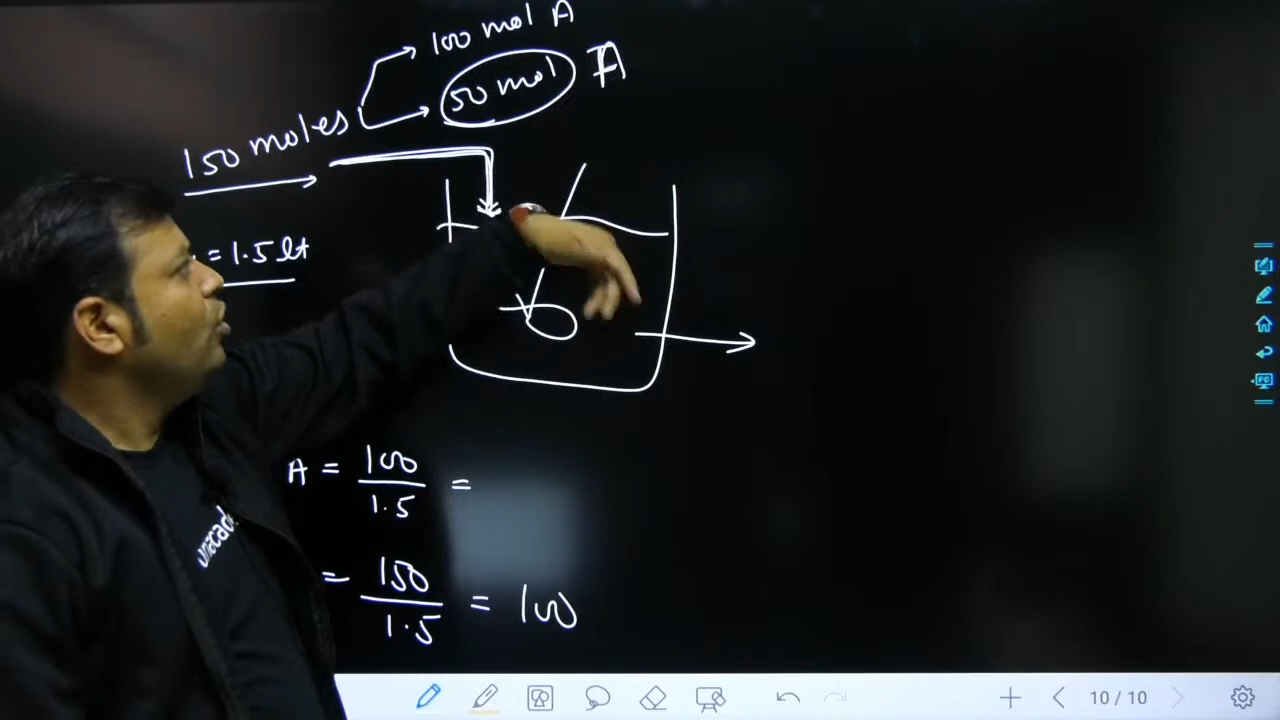 100 mol A
50 mol A
150 moles
= 1.5 lt
A = 100/1.5 =
= 150/1.5 = 100
10 / 10